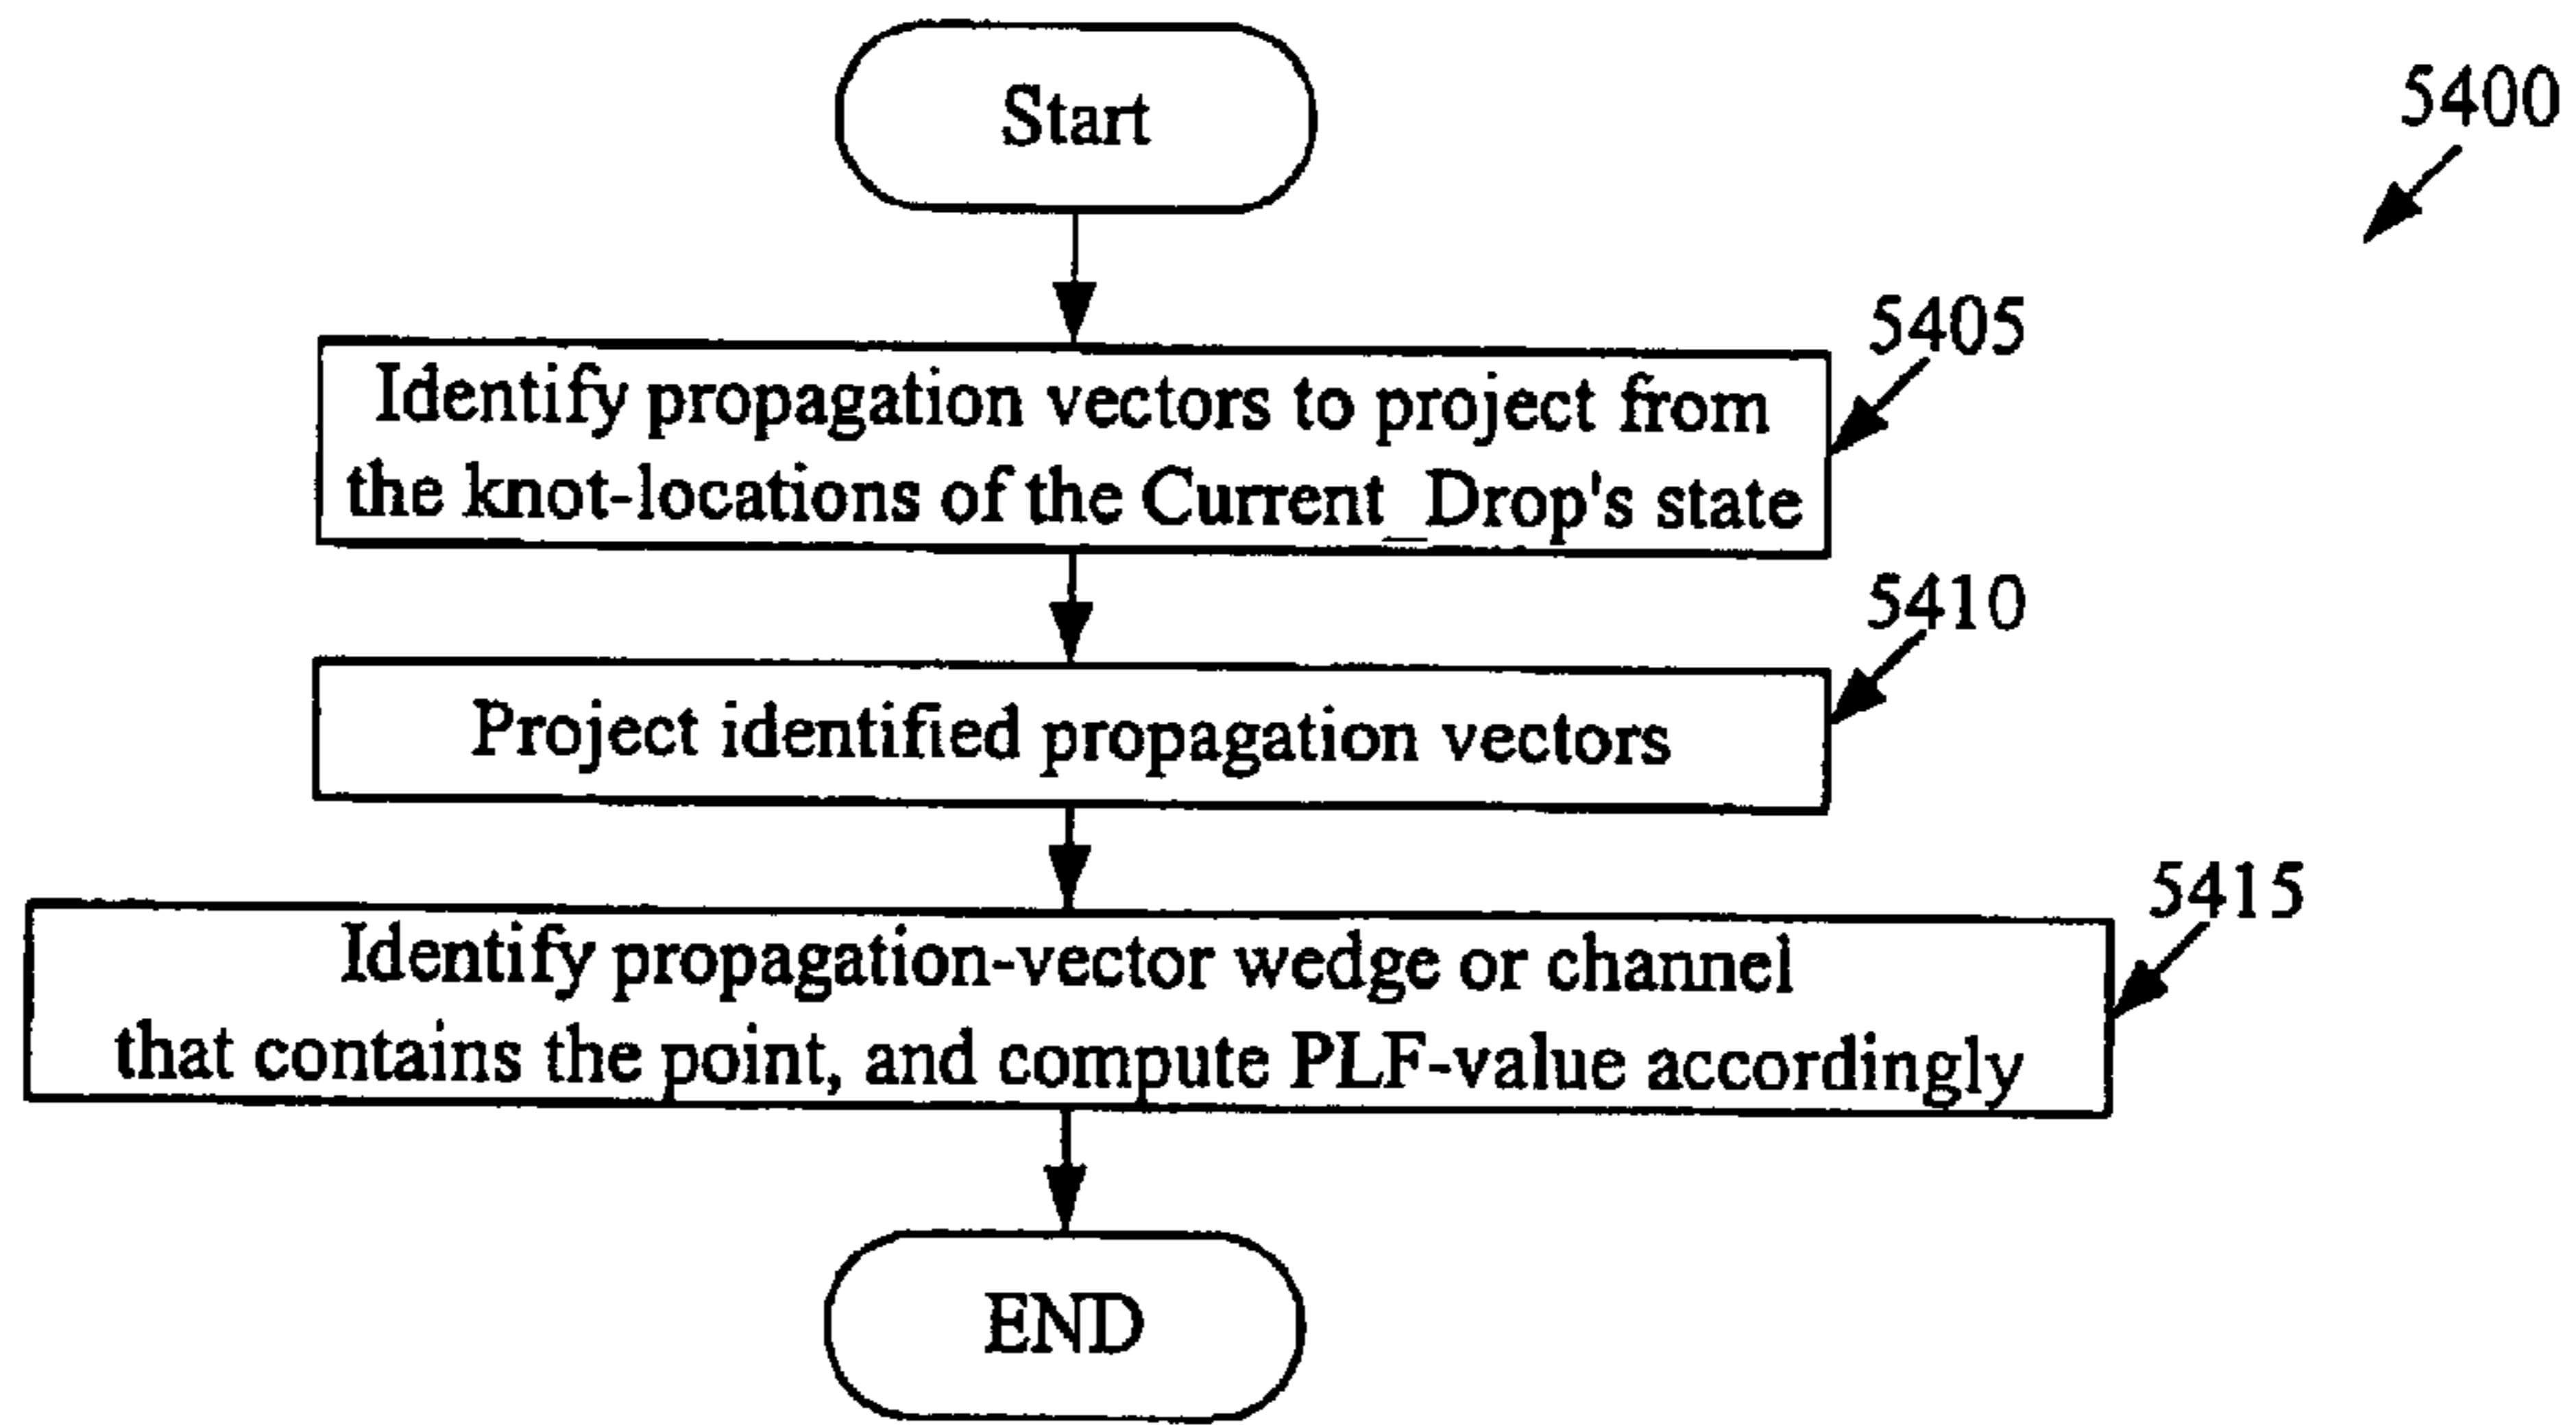 Start
5400
5405
Identify propagation vectors to project from
the knot-locations of the Current_Drop's state
5410
Project identified propagation vectors
5415
Identify propagation-vector wedge or channel
that contains the point, and compute PLF-value accordingly
END